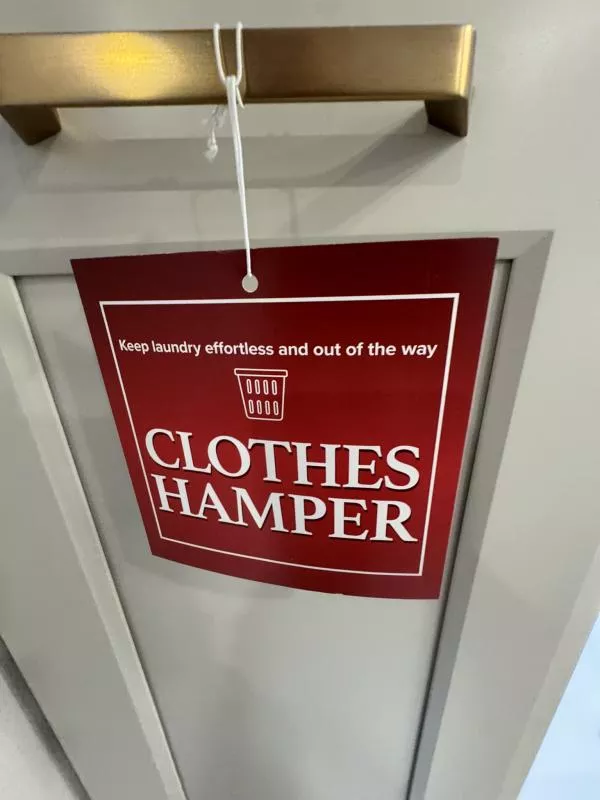 Keep laundry effortless and out of the way
CLOTHES
HAMPER